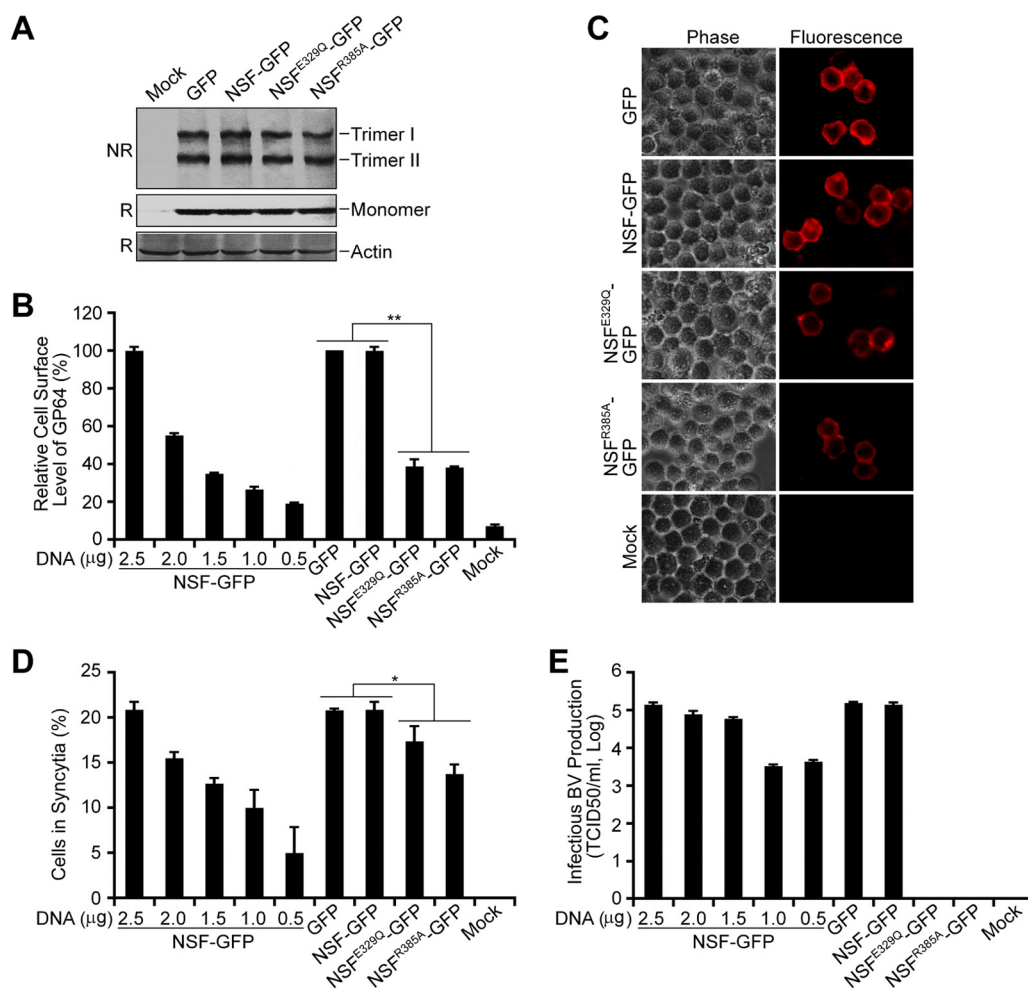 A
Mock
GFP
NSF-GFP
NSFE329Q-GFP
NSFR385A-GFP
NR
Trimer I
Trimer II
R
Monomer
R
Actin
B
Relative Cell Surface
Level of GP64 (%)
120
100
80
60
40
20
0
**
DNA (μg)
2.5 2.0 1.5 1.0 0.5
NSF-GFP
GFP
NSF-GFP
NSFE329Q-GFP
NSFR385A-GFP
Mock
C
Phase Fluorescence
GFP
NSF-GFP
NSFE329Q-
GFP
NSFR385A-
GFP
Mock
D
Cells in Syncytia (%)
25
20
15
10
5
0
*
DNA (μg)
2.5 2.0 1.5 1.0 0.5
NSF-GFP
GFP
NSF-GFP
NSFE329Q-GFP
NSFR385A-GFP
Mock
E
Infectious BV Production
(TCID50/ml, Log)
6
5
4
3
2
1
0
DNA (μg)
2.5 2.0 1.5 1.0 0.5
NSF-GFP
GFP
NSF-GFP
NSFE329Q-GFP
NSFR385A-GFP
Mock